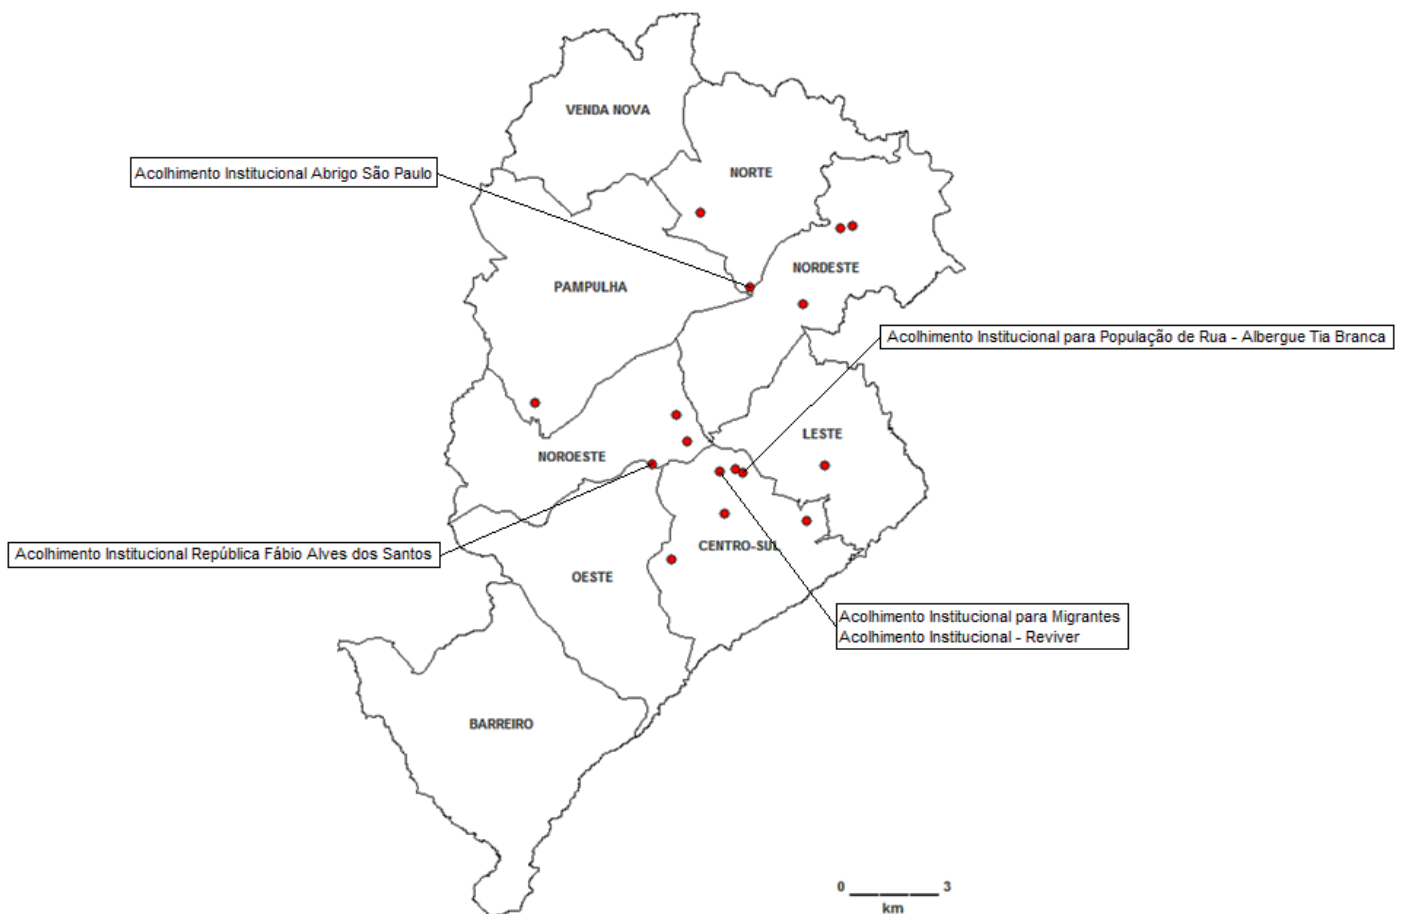 VENDA NOVA
Acolhimento Institucional Abrigo São Paulo
NORTE
NORDESTE
PAMPULHA
Acolhimento Institucional para População de Rua - Albergue Tia Branca
LESTE
NOROESTE
Acolhimento Institucional República Fábio Alves dos Santos
CENTRO-SUL
OESTE
Acolhimento Institucional para Migrantes
Acolhimento Institucional - Reviver
BARREIRO
0 3
km